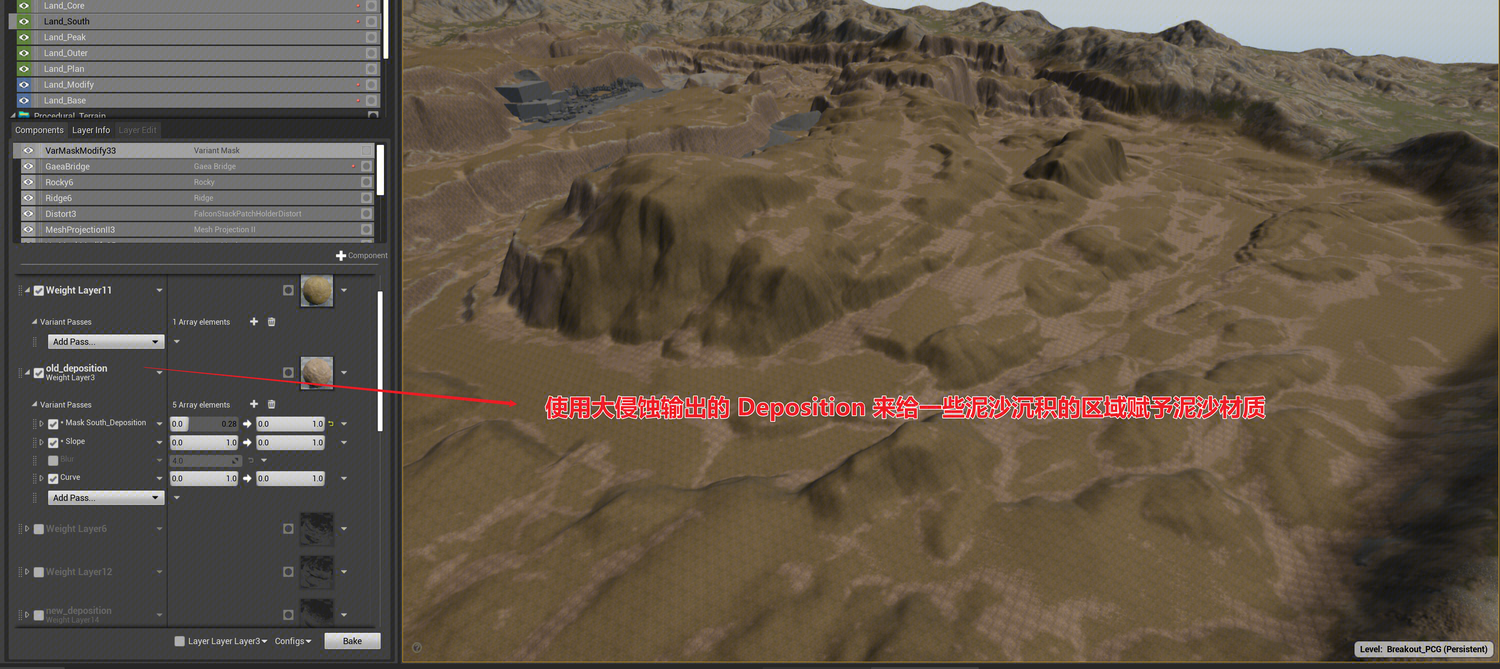 Land_Core
Land_South
Land_Peak
Land_Outer
Land_Plan
Land_Modify
Land_Base
Procedural_Terrain
Components Layer Info Layer Edit
VarMaskModify33 Variant Mask
GaeaBridge Gaea Bridge
Rocky6 Rocky
Ridge6 Ridge
Distort3 FalconStackPatchHolderDistort
MeshProjectionII3 Mesh Projection II
Component
Weight Layer11
Variant Passes 1 Array elements
Add Pass...
old_deposition
Weight Layer3
Variant Passes 5 Array elements
* Mask South_Deposition 0.0 0.28 0.0 1.0
* Slope 0.0 1.0 0.0 1.0
Blur 4.0
Curve 0.0 1.0 0.0 1.0
Add Pass...
Weight Layer6
Weight Layer12
new_deposition
Weight Layer14
Layer Layer Layer3 Configs Bake
使用大侵蚀输出的 Deposition 来给一些泥沙沉积的区域赋予泥沙材质
Level: Breakout_PCG (Persistent)